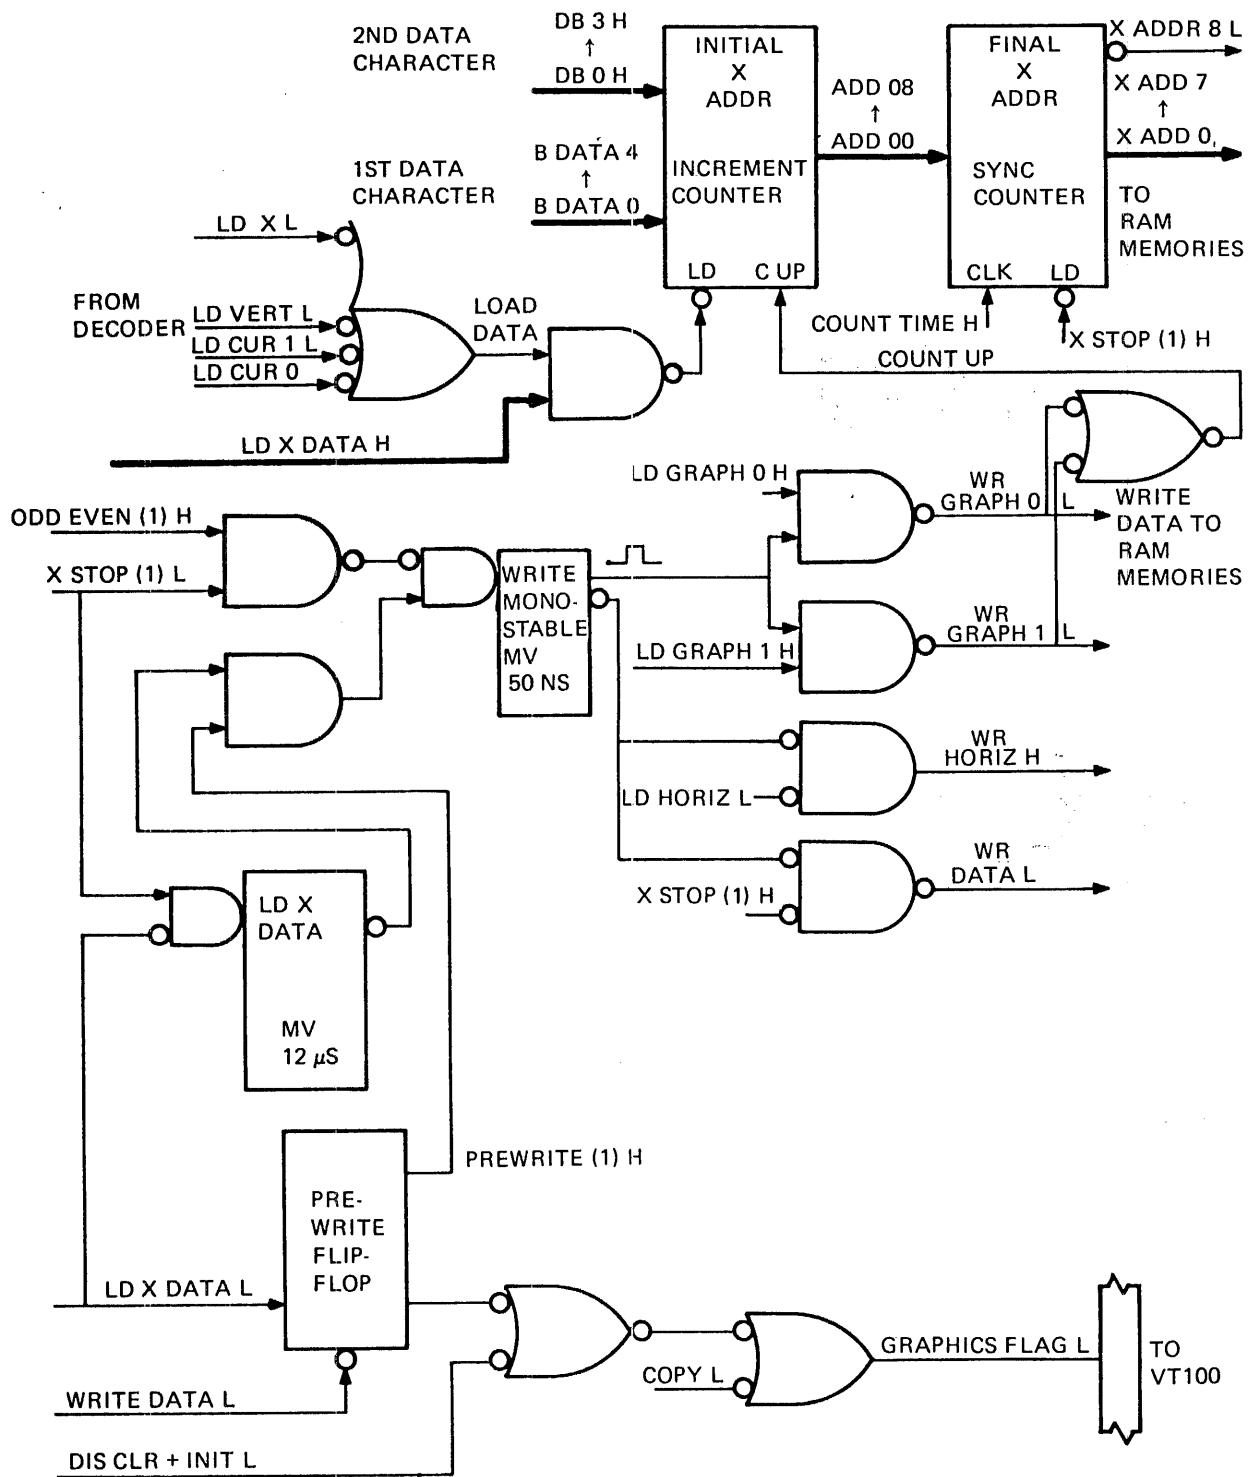 2ND DATA
CHARACTER
DB 3 H
↑
DB 0 H
INITIAL
X
ADDR
INCREMENT
COUNTER
LD
C UP
ADD 08
↑
ADD 00
FINAL
X
ADDR
SYNC
COUNTER
CLK
LD
X ADDR 8 L
X ADD 7
↑
X ADD 0
TO
RAM
MEMORIES
1ST DATA
CHARACTER
B DATA 4
↑
B DATA 0
LD X L
FROM
DECODER
LD VERT L
LD CUR 1 L
LD CUR 0
LOAD
DATA
LD X DATA H
COUNT TIME H
X STOP (1) H
COUNT UP
ODD EVEN (1) H
X STOP (1) L
WRITE
MONO-
STABLE
MV
50 NS
LD GRAPH 0 H
WR
GRAPH 0 L
WRITE
DATA TO
RAM
MEMORIES
LD GRAPH 1 H
WR
GRAPH 1 L
WR
HORIZ H
LD HORIZ L
WR
DATA L
X STOP (1) H
LD X
DATA
MV
12 μS
PREWRITE (1) H
PRE-
WRITE
FLIP-
FLOP
LD X DATA L
WRITE DATA L
DIS CLR + INIT L
COPY L
GRAPHICS FLAG L
TO
VT100